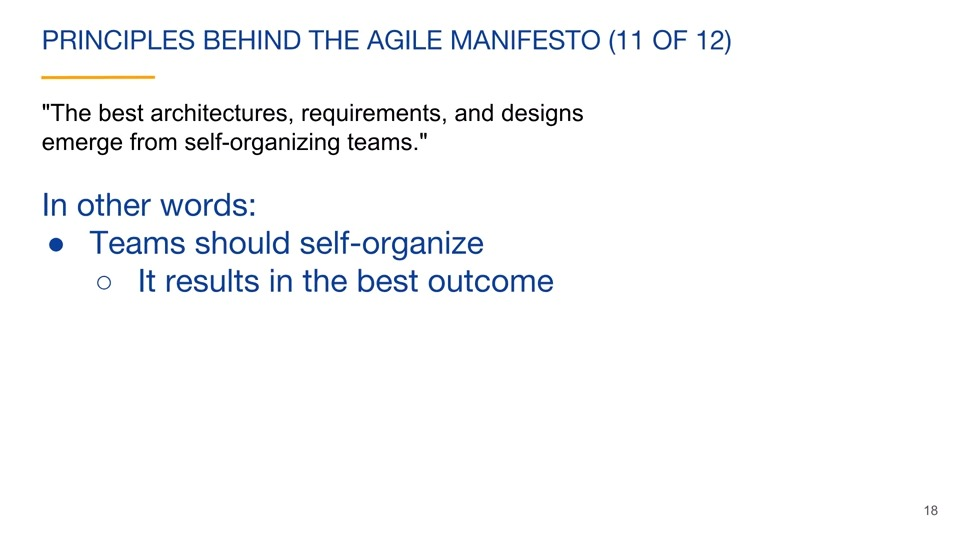 PRINCIPLES BEHIND THE AGILE MANIFESTO (11 OF 12)
"The best architectures, requirements, and designs
emerge from self-organizing teams."
In other words:
● Teams should self-organize
○ It results in the best outcome
18